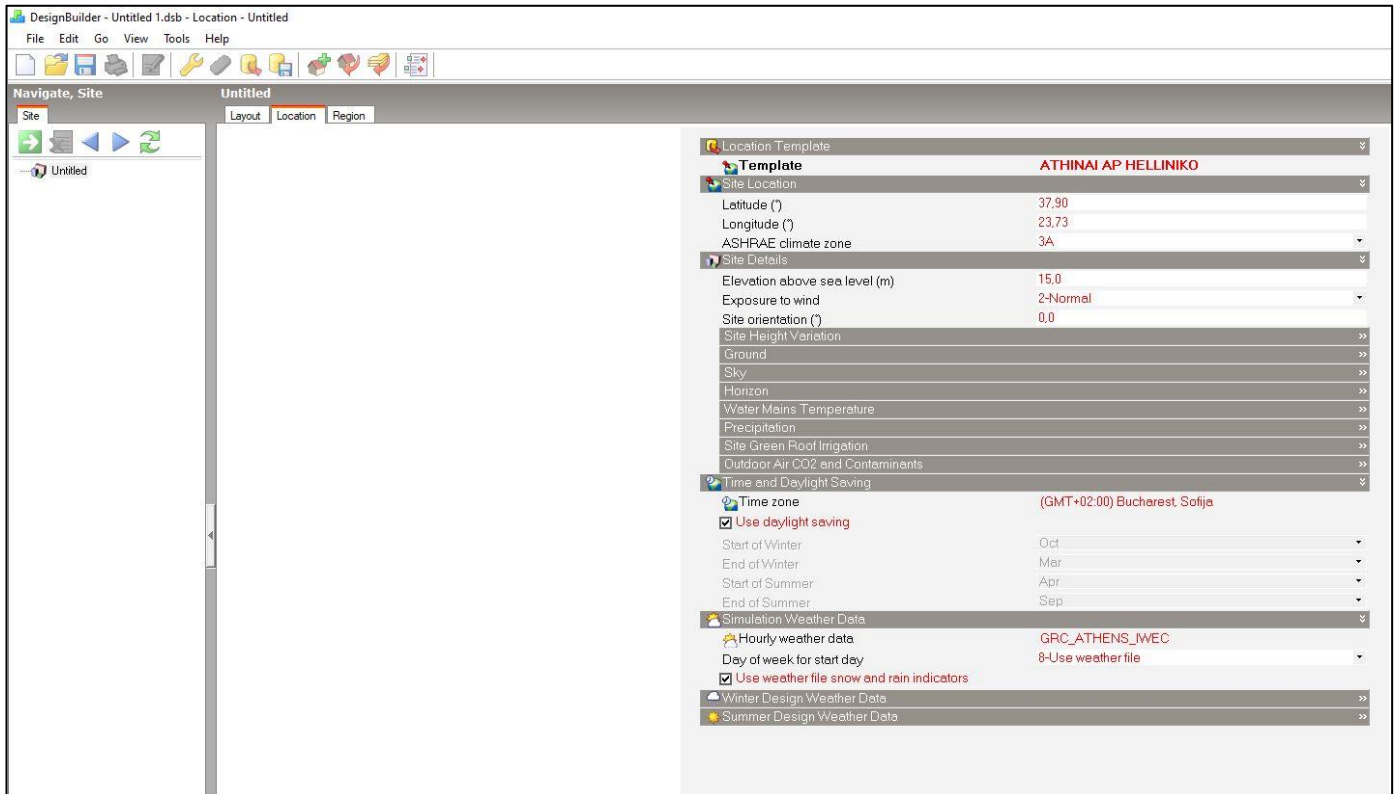 DesignBuilder - Untitled 1.dsb - Location - Untitled
File Edit Go View Tools Help
Navigate, Site
Untitled
Site
Layout Location Region
Untitled
Location Template
Template ATHINAI AP HELLINIKO
Site Location
Latitude (°) 37,90
Longitude (°) 23,73
ASHRAE climate zone 3A
Site Details
Elevation above sea level (m) 15,0
Exposure to wind 2-Normal
Site orientation (°) 0,0
Site Height Variation
Ground
Sky
Horizon
Water Mains Temperature
Precipitation
Site Green Roof Irrigation
Outdoor Air CO2 and Contaminants
Time and Daylight Saving
Time zone (GMT+02:00) Bucharest, Sofija
Use daylight saving
Start of Winter Oct
End of Winter Mar
Start of Summer Apr
End of Summer Sep
Simulation Weather Data
Hourly weather data GRC_ATHENS_IWEC
Day of week for start day 8-Use weather file
Use weather file snow and rain indicators
Winter Design Weather Data
Summer Design Weather Data